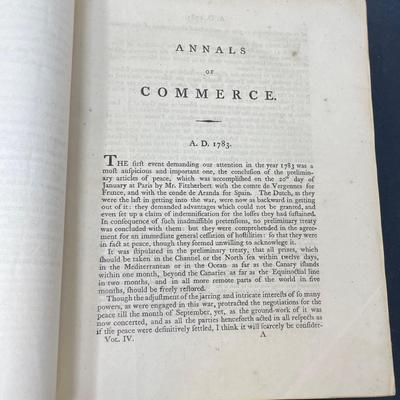 ANNALS
OF
COMMERCE.
A. D. 1783.
THE first event demanding our attention in the year 1783 was a
most auspicious and important one, the conclusion of the prelimin-
ary articles of peace, which was accomplished on the 20th day of
January at Paris by Mr. Fitzherbert with the comte de Vergennes for
France, and with the conde de Aranda for Spain. The Dutch, as they
were the last in getting into the war, were now as backward in getting
out of it: they demanded advantages which could not be granted, and
even set up a claim of indemnification for the losses they had sustained.
In consequence of such inadmissible pretensions, no preliminary treaty
was concluded with them: but they were comprehended in the agree-
ment for an immediate general cessation of hostilities: so that they were
in fact at peace, though they seemed unwilling to acknowlege it.
It was stipulated in the preliminary treaty, that all prizes, which
should be taken in the Channel or the North sea within twelve days,
in the Mediterranean or in the Ocean as far as the Canary islands
within one month, beyond the Canaries as far as the Equinoctial line
in two months, and in all more remote parts of the world in five
months, should be freely restored.
Though the adjustment of the jarring and intricate interests of so many
powers, as were engaged in this war, protracted the negotiations for the
peace till the month of September, yet, as the ground-work of it was
now concerted, and as all the parties henceforth acted in all respects as
if the peace were definitively settled, I think it will scarcely be consider-
VOL. IV. A